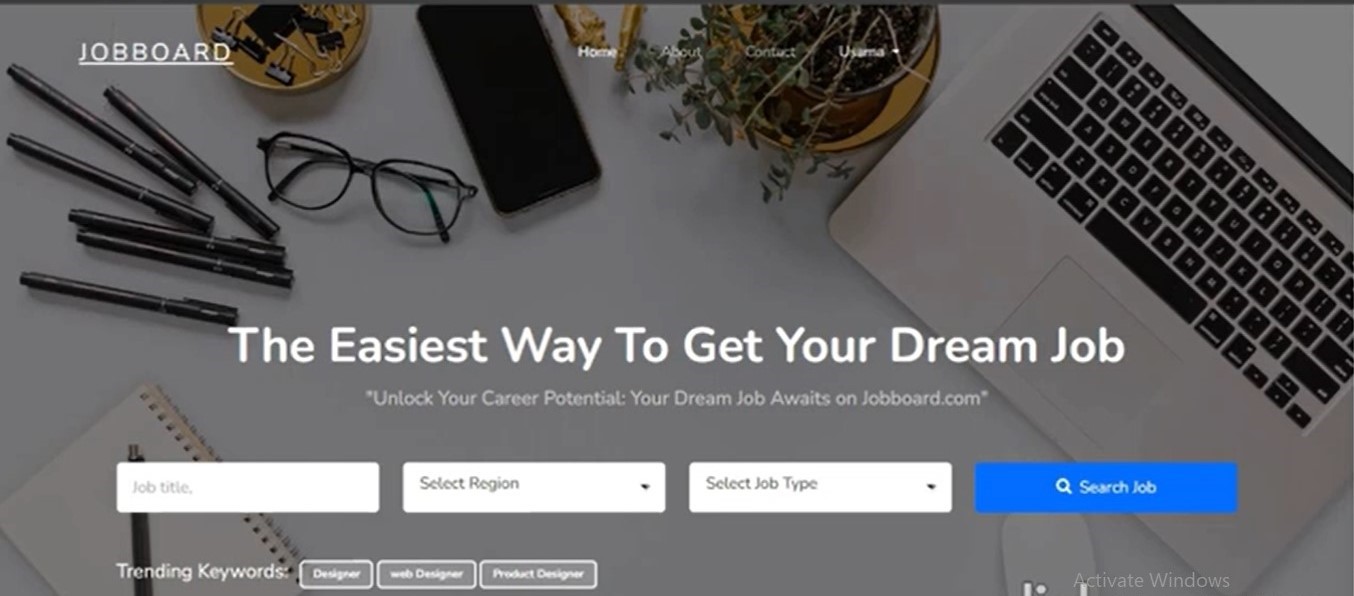 JOBBOARD
Home About Contact Usama
The Easiest Way To Get Your Dream Job
"Unlock Your Career Potential: Your Dream Job Awaits on Jobboard.com"
Job title,
Select Region
Select Job Type
Search Job
Trending Keywords: Designer web Designer Product Designer
Activate Windows